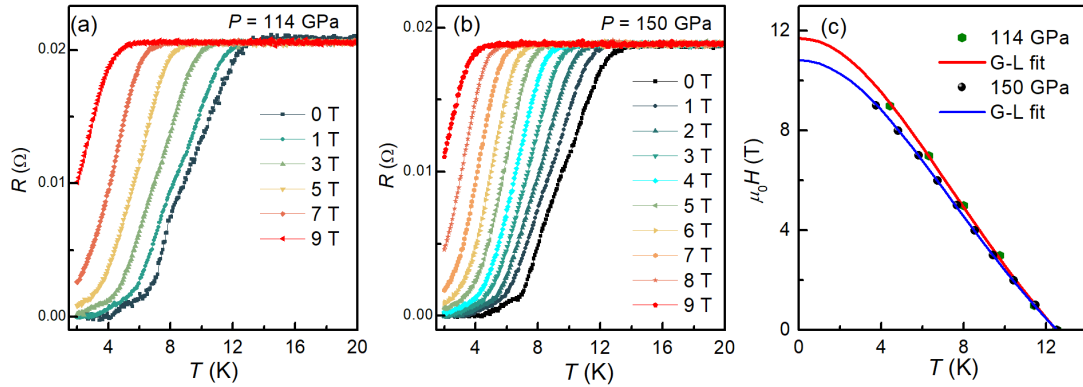 (a)
P = 114 GPa
R (Ω)
0.02
0.01
0.00
0 T
1 T
3 T
5 T
7 T
9 T
4 8 12 16 20
T (K)
(b)
P = 150 GPa
R (Ω)
0.02
0.01
0.00
0 T
1 T
2 T
3 T
4 T
5 T
6 T
7 T
8 T
9 T
4 8 12 16 20
T (K)
(c)
μ₀H (T)
12
8
4
0
114 GPa
G-L fit
150 GPa
G-L fit
0 4 8 12
T (K)